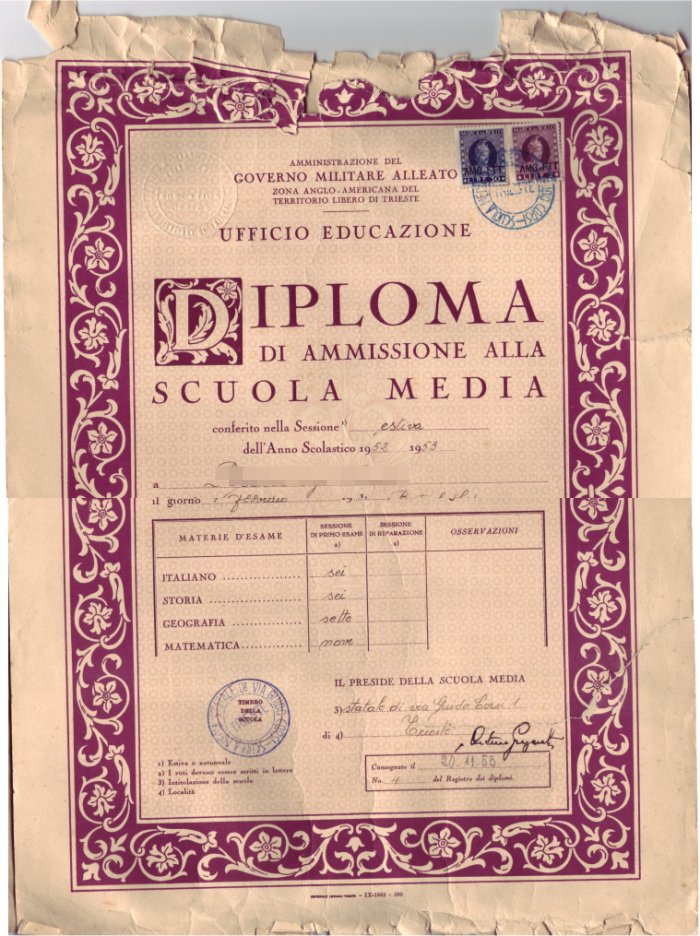 AMMINISTRAZIONE DEL
GOVERNO MILITARE ALLEATO
ZONA ANGLO-AMERICANA DEL
TERRITORIO LIBERO DI TRIESTE
AMG-FTT AMG-FTT
UFFICIO EDUCAZIONE
DIPLOMA
DI AMMISSIONE ALLA
SCUOLA MEDIA
conferito nella Sessione 1) estiva
dell'Anno Scolastico 1952 1953
a
il giorno
MATERIE D'ESAME SESSIONE DI PRIMO ESAME 2) SESSIONE DI RIPARAZIONE 2) OSSERVAZIONI
ITALIANO .................. sei
STORIA .................. sei
GEOGRAFIA .................. sette
MATEMATICA .................. nove
IL PRESIDE DELLA SCUOLA MEDIA
3) statale di via Guido Corsi 1
di 4) Trieste
TIMBRO
DELLA
SCUOLA
Consegnato il 20.11.53
No. 4 del Registro dei diplomi.
1) Estiva o autunnale
2) I voti devono essere scritti in lettere
3) Intitolazione della scuola
4) Località